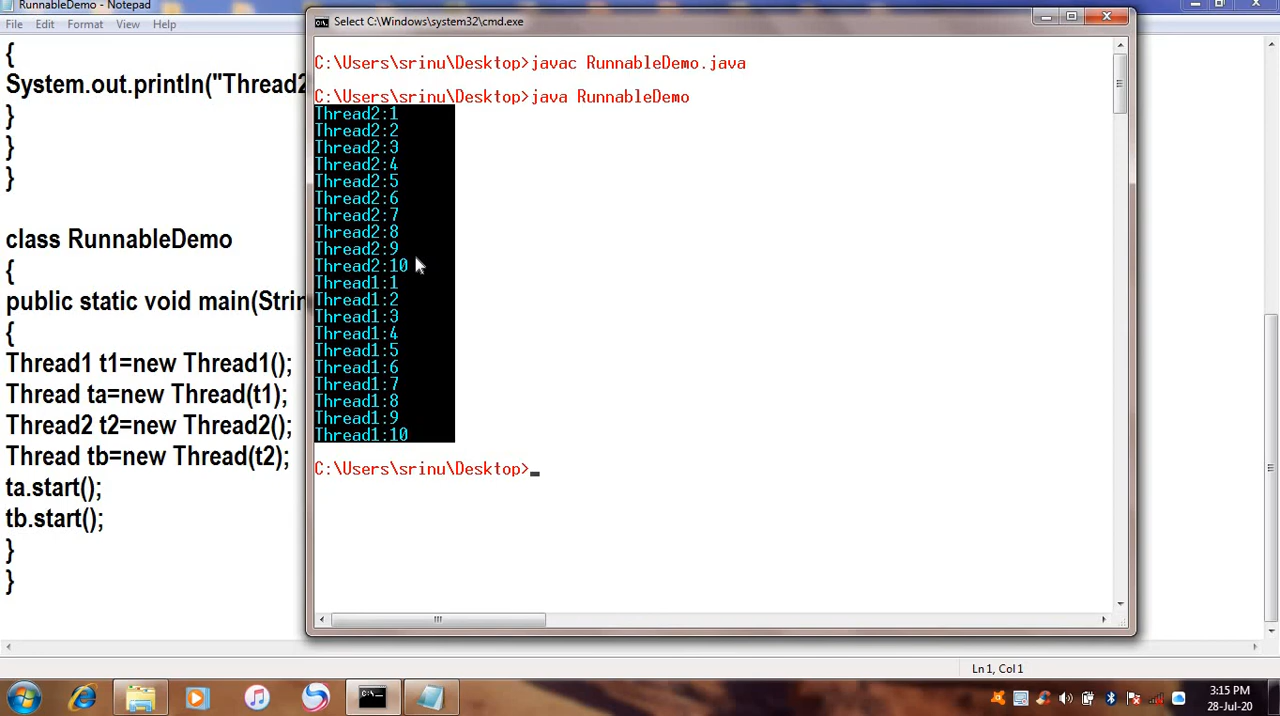 RunnableDemo - Notepad
File Edit Format View Help
{
System.out.println("Thread2
}
}
}
class RunnableDemo
{
public static void main(Strin
{
Thread1 t1=new Thread1();
Thread ta=new Thread(t1);
Thread2 t2=new Thread2();
Thread tb=new Thread(t2);
ta.start();
tb.start();
}
}
Select C:\Windows\system32\cmd.exe
C:\Users\srinu\Desktop>javac RunnableDemo.java
C:\Users\srinu\Desktop>java RunnableDemo
Thread2:1
Thread2:2
Thread2:3
Thread2:4
Thread2:5
Thread2:6
Thread2:7
Thread2:8
Thread2:9
Thread2:10
Thread1:1
Thread1:2
Thread1:3
Thread1:4
Thread1:5
Thread1:6
Thread1:7
Thread1:8
Thread1:9
Thread1:10
C:\Users\srinu\Desktop>_
Ln 1, Col 1
3:15 PM
28-Jul-20